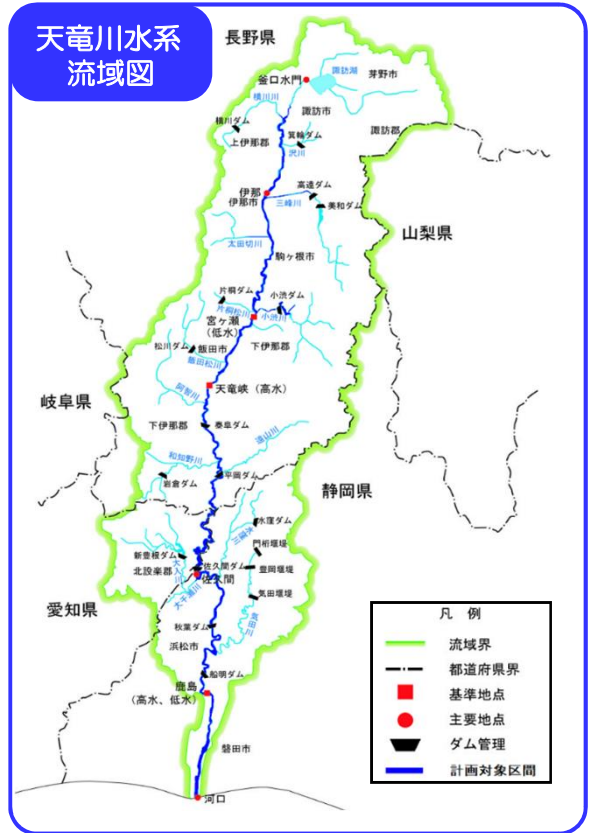 天竜川水系
流域図
長野県
釜口水門
諏訪湖
茅野市
横川川
諏訪市
横川ダム
箕輪ダム
諏訪郡
上伊那郡
沢川
高遠ダム
伊那
伊那市
三峰川
美和ダム
山梨県
太田切川
駒ヶ根市
片桐ダム
小渋ダム
片桐松川
小渋川
宮ヶ瀬
(低水)
松川ダム
飯田市
下伊那郡
飯田松川
天竜峡(高水)
阿智川
岐阜県
下伊那郡
泰阜ダム
遠山川
和知野川
平岡ダム
岩倉ダム
静岡県
水窪ダム
水窪川
門桁堰堤
新豊根ダム
佐久間ダム
豊岡堰堤
北設楽郡
大入川
佐久間
大千瀬川
気田堰堤
愛知県
秋葉ダム
気田川
浜松市
船明ダム
鹿島
(高水、低水)
磐田市
河口
凡 例
流域界
都道府県界
基準地点
主要地点
ダム管理
計画対象区間